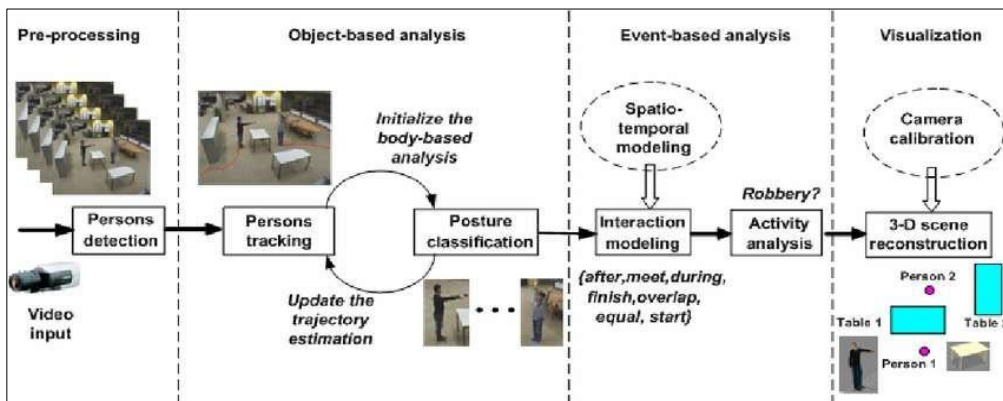 Pre-processing
Object-based analysis
Event-based analysis
Visualization
Initialize the
body-based
analysis
Spatio-
temporal
modeling
Camera
calibration
Robbery?
Persons
detection
Persons
tracking
Posture
classification
Interaction
modeling
Activity
analysis
3-D scene
reconstruction
Video
input
Update the
trajectory
estimation
{after,meet,during,
finish,overlap,
equal, start}
Person 2
Table 1
Table
Person 1